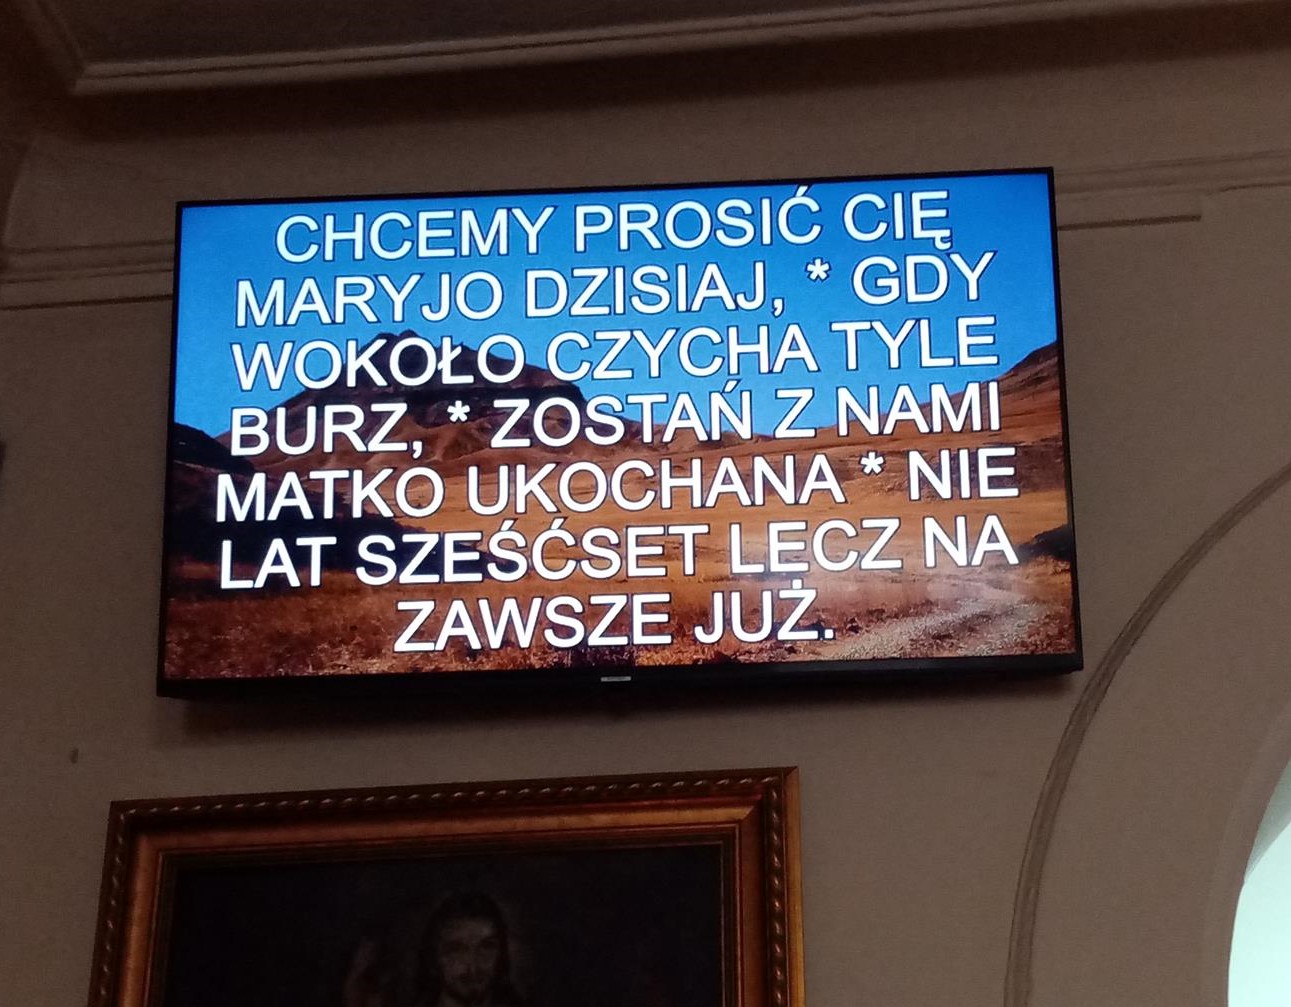 CHCEMY PROSIĆ CIĘ
MARYJO DZISIAJ, * GDY
WOKOŁO CZYCHA TYLE
BURZ, * ZOSTAŃ Z NAMI
MATKO UKOCHANA * NIE
LAT SZEŚĆSET LECZ NA
ZAWSZE JUŻ.